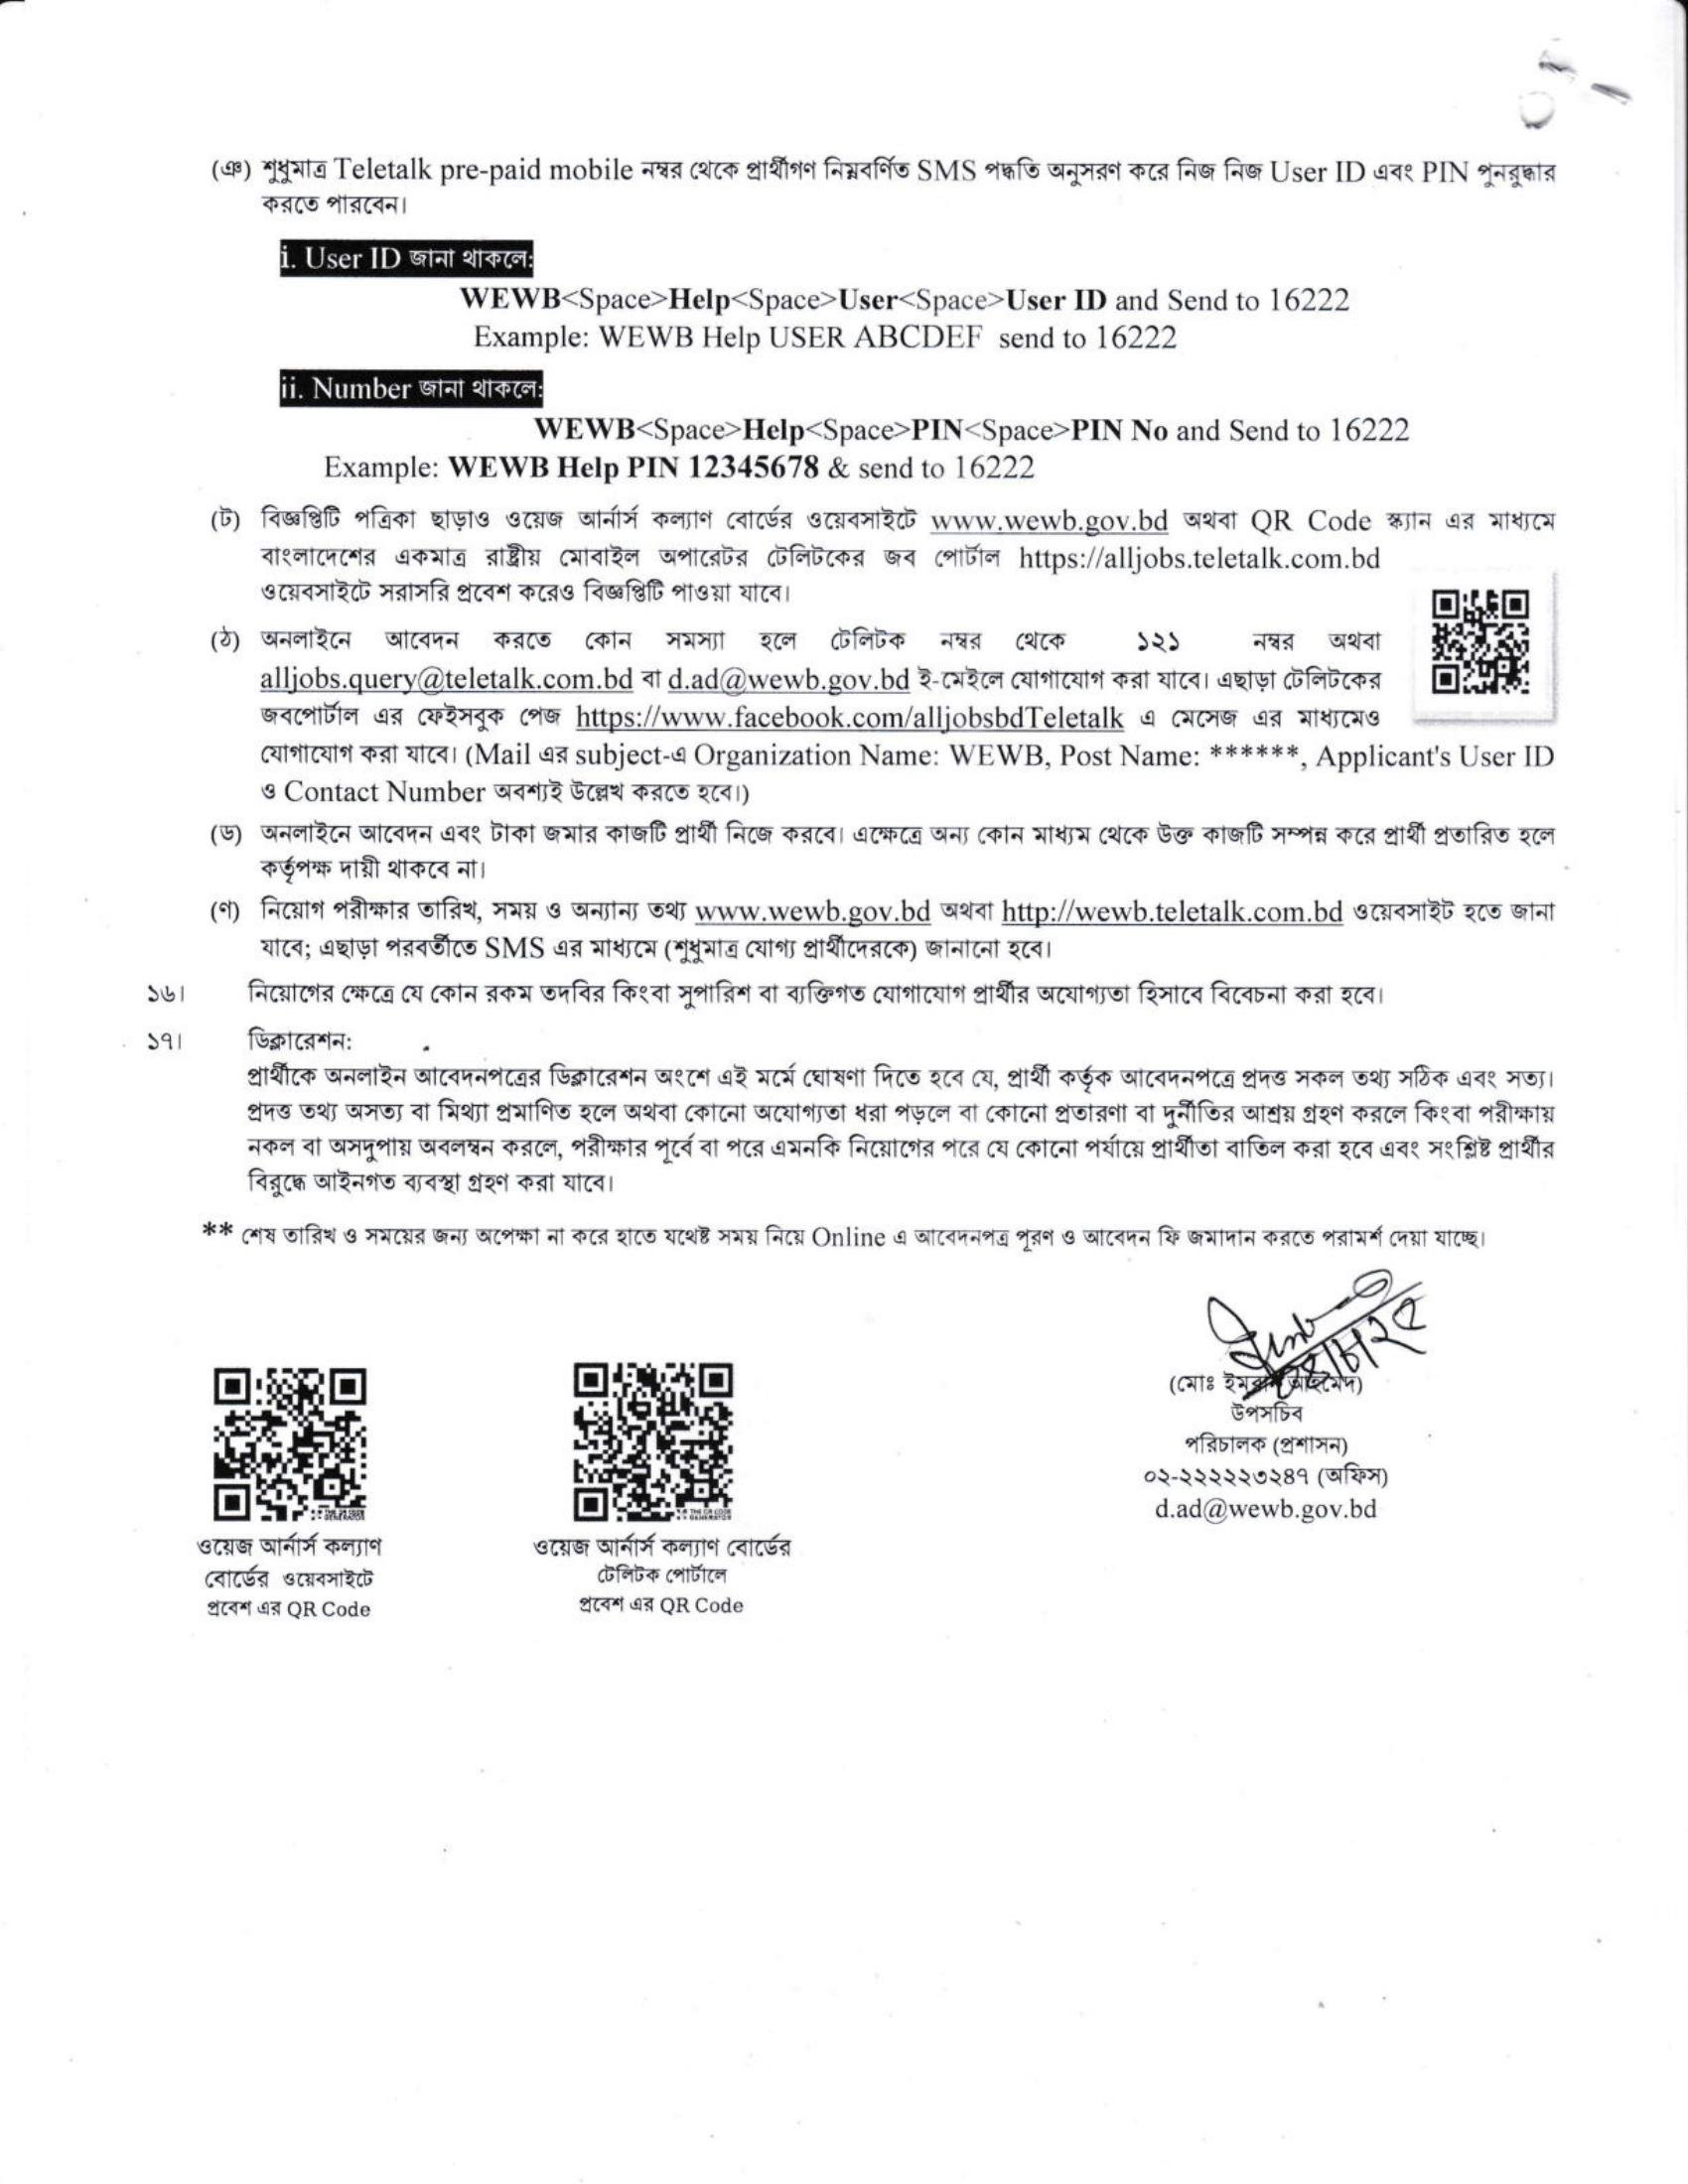 (ঞ) শুধুমাত্র Teletalk pre-paid mobile নম্বর থেকে প্রার্থীগণ নিম্নবর্ণিত SMS পদ্ধতি অনুসরণ করে নিজ নিজ User ID এবং PIN পুনরুদ্ধার
করতে পারবেন।
i. User ID জানা থাকলে:
WEWB<Space>Help<Space>User<Space>User ID and Send to 16222
Example: WEWB Help USER ABCDEF send to 16222
ii. Number জানা থাকলে:
WEWB<Space>Help<Space>PIN<Space>PIN No and Send to 16222
Example: WEWB Help PIN 12345678 & send to 16222
(ট) বিজ্ঞপ্তিটি পত্রিকা ছাড়াও ওয়েজ আর্নার্স কল্যাণ বোর্ডের ওয়েবসাইটে www.wewb.gov.bd অথবা QR Code স্ক্যান এর মাধ্যমে
বাংলাদেশের একমাত্র রাষ্ট্রীয় মোবাইল অপারেটর টেলিটকের জব পোর্টাল https://alljobs.teletalk.com.bd
ওয়েবসাইটে সরাসরি প্রবেশ করেও বিজ্ঞপ্তিটি পাওয়া যাবে।
(ঠ) অনলাইনে আবেদন করতে কোন সমস্যা হলে টেলিটক নম্বর থেকে ১২১ নম্বর অথবা
alljobs.query@teletalk.com.bd বা d.ad@wewb.gov.bd ই-মেইলে যোগাযোগ করা যাবে। এছাড়া টেলিটকের
জবপোর্টাল এর ফেইসবুক পেজ https://www.facebook.com/alljobsbdTeletalk এ মেসেজ এর মাধ্যমেও
যোগাযোগ করা যাবে। (Mail এর subject-এ Organization Name: WEWB, Post Name: ******, Applicant's User ID
ও Contact Number অবশ্যই উল্লেখ করতে হবে।)
(ড) অনলাইনে আবেদন এবং টাকা জমার কাজটি প্রার্থী নিজে করবে। এক্ষেত্রে অন্য কোন মাধ্যম থেকে উক্ত কাজটি সম্পন্ন করে প্রার্থী প্রতারিত হলে
কর্তৃপক্ষ দায়ী থাকবে না।
(ণ) নিয়োগ পরীক্ষার তারিখ, সময় ও অন্যান্য তথ্য www.wewb.gov.bd অথবা http://wewb.teletalk.com.bd ওয়েবসাইট হতে জানা
যাবে; এছাড়া পরবর্তীতে SMS এর মাধ্যমে (শুধুমাত্র যোগ্য প্রার্থীদেরকে) জানানো হবে।
১৬। নিয়োগের ক্ষেত্রে যে কোন রকম তদবির কিংবা সুপারিশ বা ব্যক্তিগত যোগাযোগ প্রার্থীর অযোগ্যতা হিসাবে বিবেচনা করা হবে।
১৭। ডিক্লারেশন:
প্রার্থীকে অনলাইন আবেদনপত্রের ডিক্লারেশন অংশে এই মর্মে ঘোষণা দিতে হবে যে, প্রার্থী কর্তৃক আবেদনপত্রে প্রদত্ত সকল তথ্য সঠিক এবং সত্য।
প্রদত্ত তথ্য অসত্য বা মিথ্যা প্রমাণিত হলে অথবা কোনো অযোগ্যতা ধরা পড়লে বা কোনো প্রতারণা বা দুর্নীতির আশ্রয় গ্রহণ করলে কিংবা পরীক্ষায়
নকল বা অসদুপায় অবলম্বন করলে, পরীক্ষার পূর্বে বা পরে এমনকি নিয়োগের পরে যে কোনো পর্যায়ে প্রার্থীতা বাতিল করা হবে এবং সংশ্লিষ্ট প্রার্থীর
বিরুদ্ধে আইনগত ব্যবস্থা গ্রহণ করা যাবে।
** শেষ তারিখ ও সময়ের জন্য অপেক্ষা না করে হাতে যথেষ্ট সময় নিয়ে Online এ আবেদনপত্র পূরণ ও আবেদন ফি জমাদান করতে পরামর্শ দেয়া যাচ্ছে।
(মোঃ ইমরান আহমেদ)
উপসচিব
পরিচালক (প্রশাসন)
০২-২২২২২৩২৪৭ (অফিস)
d.ad@wewb.gov.bd
THE QR CODE
GENERATOR
ওয়েজ আর্নার্স কল্যাণ
বোর্ডের ওয়েবসাইটে
প্রবেশ এর QR Code
THE QR CODE
GENERATOR
ওয়েজ আর্নার্স কল্যাণ বোর্ডের
টেলিটক পোর্টালে
প্রবেশ এর QR Code